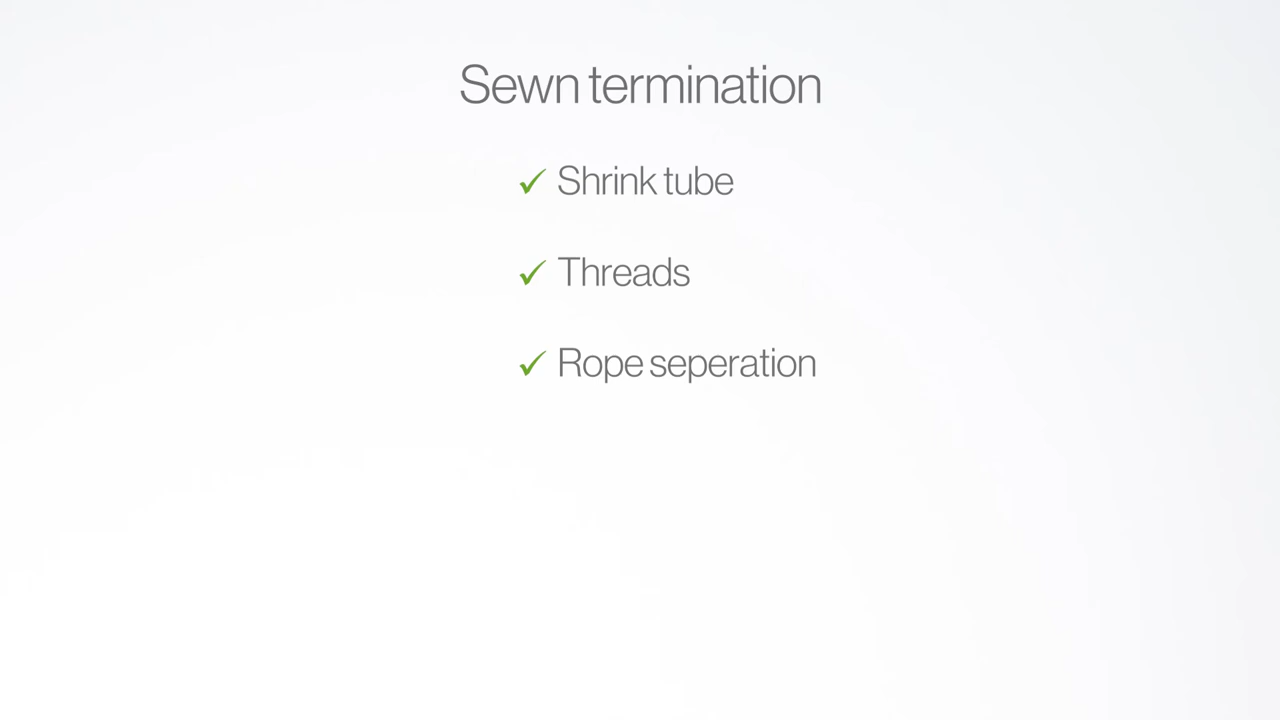 Sewn termination
✓ Shrink tube
✓ Threads
✓ Rope seperation